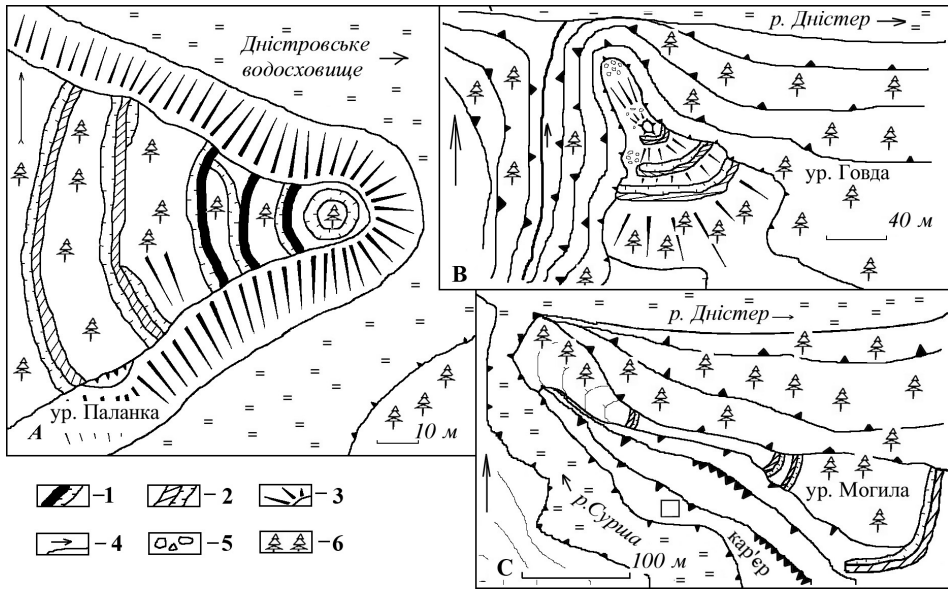 Дністровське
водосховище
ур. Паланка
A
10 м
р. Дністер
ур. Говда
B
40 м
р. Дністер
ур. Могила
р.Сурша
кар'єр
C
100 м
–1
–2
–3
–4
–5
–6